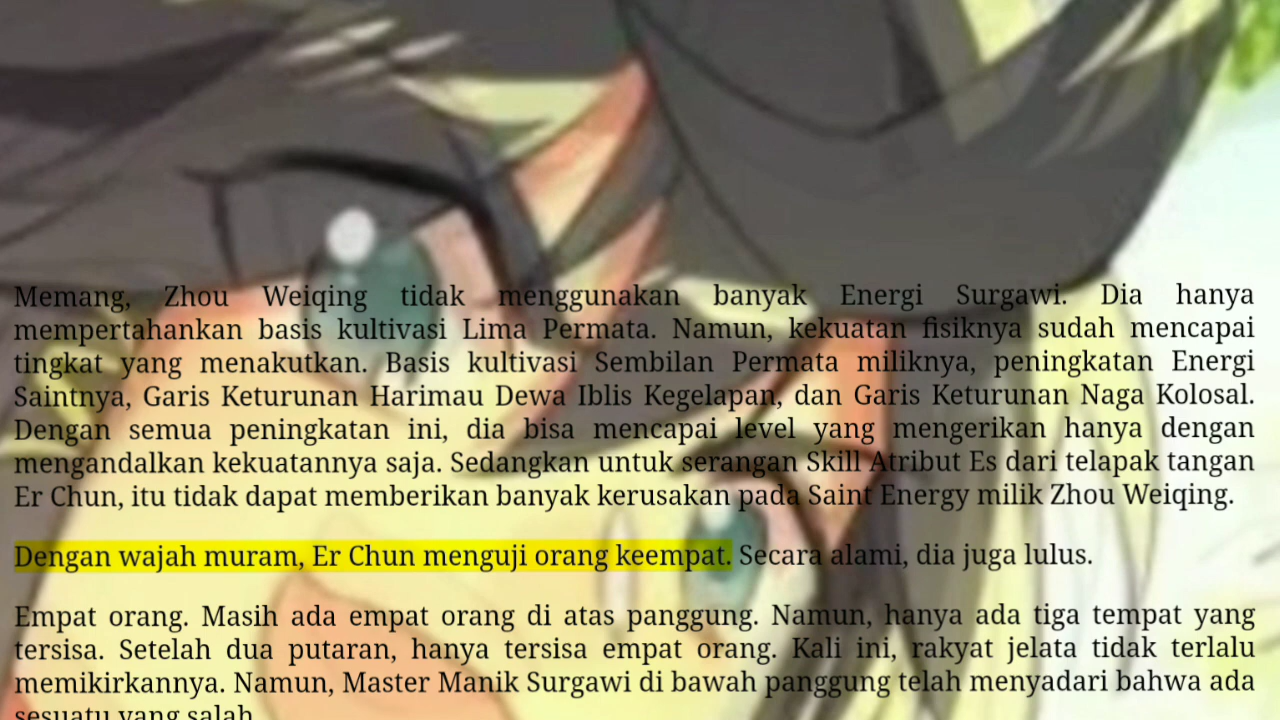 Memang, Zhou Weiqing tidak menggunakan banyak Energi Surgawi. Dia hanya
mempertahankan basis kultivasi Lima Permata. Namun, kekuatan fisiknya sudah mencapai
tingkat yang menakutkan. Basis kultivasi Sembilan Permata miliknya, peningkatan Energi
Saintnya, Garis Keturunan Harimau Dewa Iblis Kegelapan, dan Garis Keturunan Naga Kolosal.
Dengan semua peningkatan ini, dia bisa mencapai level yang mengerikan hanya dengan
mengandalkan kekuatannya saja. Sedangkan untuk serangan Skill Atribut Es dari telapak tangan
Er Chun, itu tidak dapat memberikan banyak kerusakan pada Saint Energy milik Zhou Weiqing.
Dengan wajah muram, Er Chun menguji orang keempat. Secara alami, dia juga lulus.
Empat orang. Masih ada empat orang di atas panggung. Namun, hanya ada tiga tempat yang
tersisa. Setelah dua putaran, hanya tersisa empat orang. Kali ini, rakyat jelata tidak terlalu
memikirkannya. Namun, Master Manik Surgawi di bawah panggung telah menyadari bahwa ada
sesuatu yang salah.